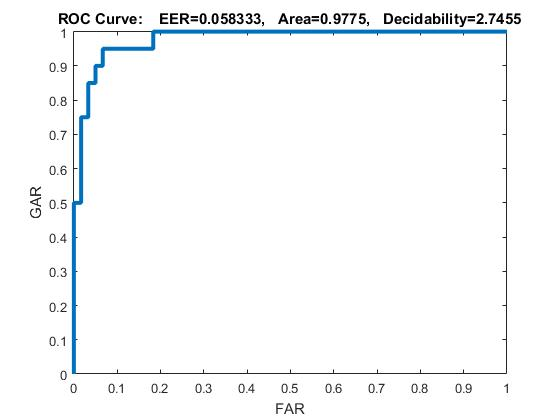 ROC Curve: EER=0.058333, Area=0.9775, Decidability=2.7455
1
0.9
0.8
0.7
0.6
0.5
0.4
0.3
0.2
0.1
0
GAR
0 0.1 0.2 0.3 0.4 0.5 0.6 0.7 0.8 0.9 1
FAR